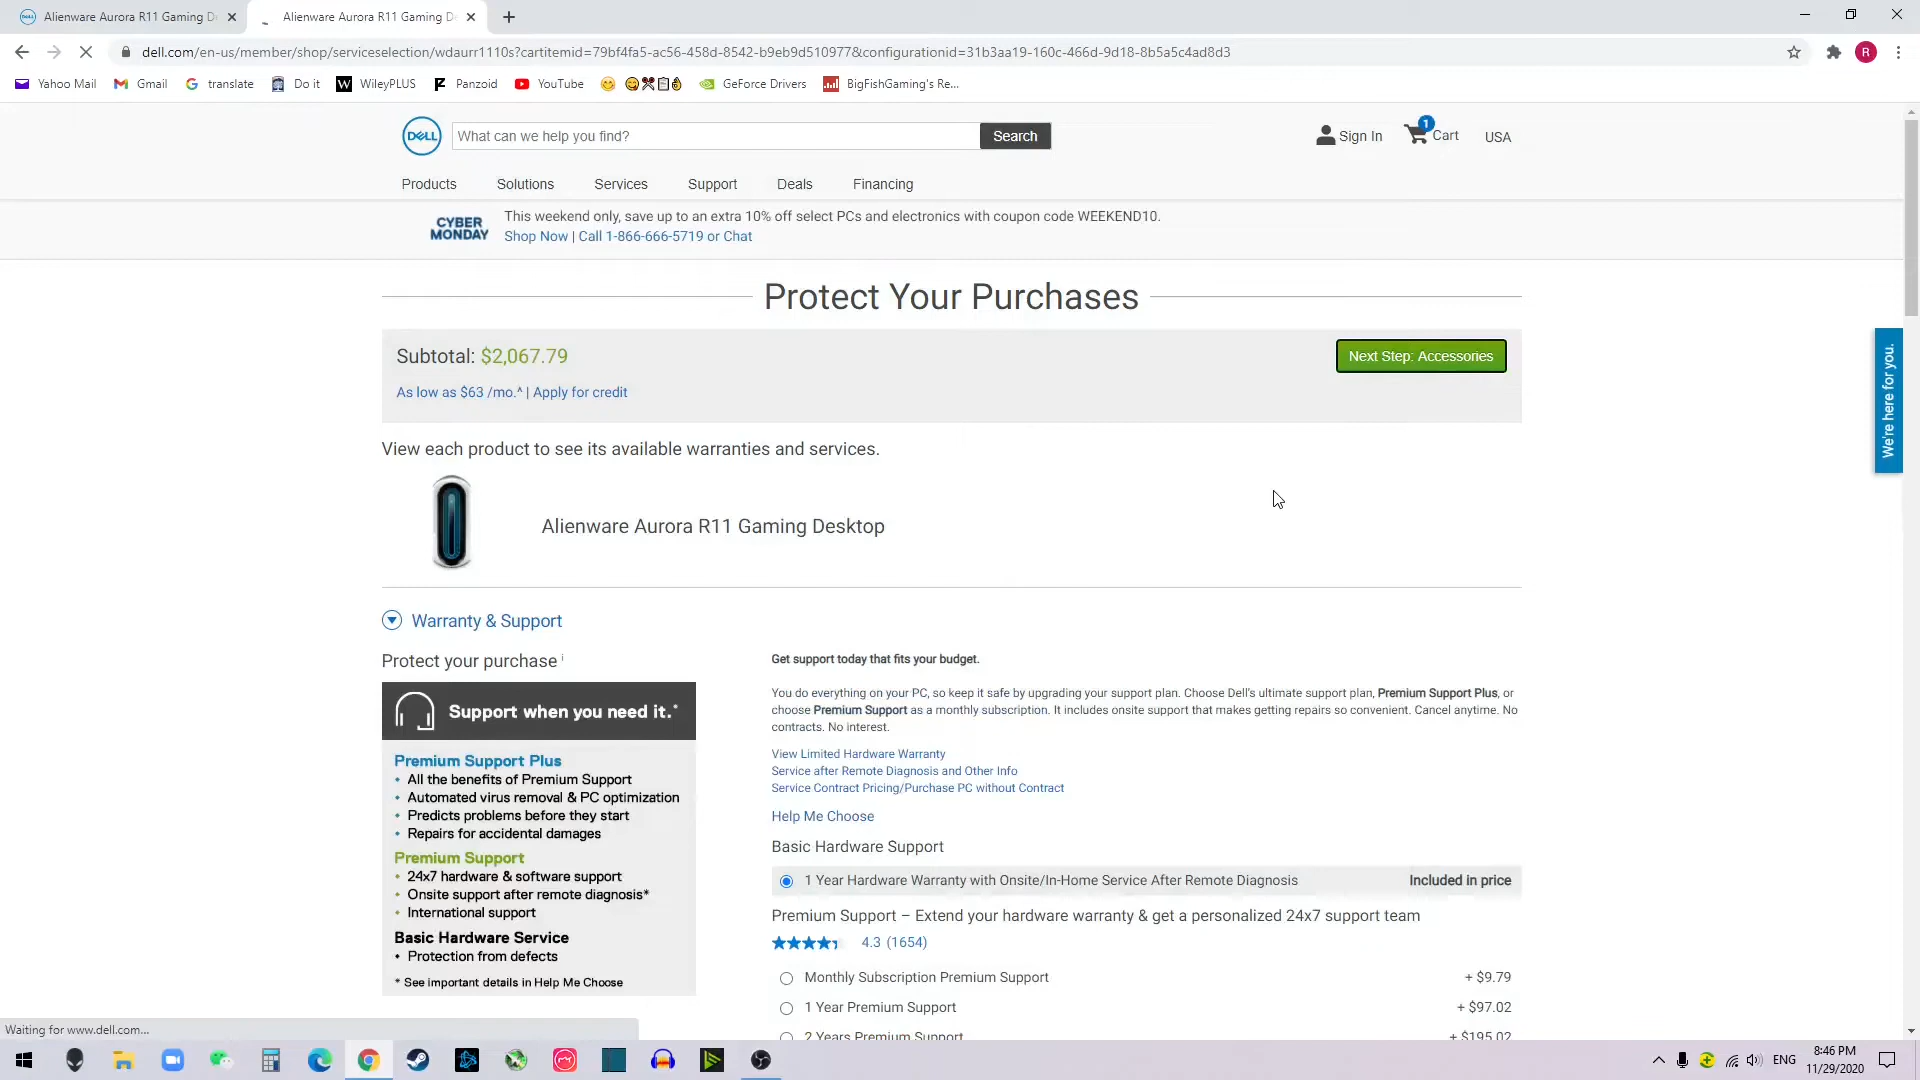 Alienware Aurora R11 Gaming D
Alienware Aurora R11 Gaming D
dell.com/en-us/member/shop/serviceselection/wdaurr1110s?cartitemid=79bf4fa5-ac56-458d-8542-b9eb9d510977&configurationid=31b3aa19-160c-466d-9d18-8b5a5c4ad8d3
R
Yahoo Mail
Gmail
translate
Do it
WileyPLUS
Panzoid
YouTube
GeForce Drivers
BigFishGaming's Re...
DELL
What can we help you find?
Search
Sign In
1
Cart
USA
Products
Solutions
Services
Support
Deals
Financing
CYBER
MONDAY
This weekend only, save up to an extra 10% off select PCs and electronics with coupon code WEEKEND10.
Shop Now | Call 1-866-666-5719 or Chat
Protect Your Purchases
Subtotal: $2,067.79
Next Step: Accessories
As low as $63 /mo.^ | Apply for credit
We're here for you.
View each product to see its available warranties and services.
Alienware Aurora R11 Gaming Desktop
Warranty & Support
Protect your purchase i
Support when you need it.*
Premium Support Plus
• All the benefits of Premium Support
• Automated virus removal & PC optimization
• Predicts problems before they start
• Repairs for accidental damages
Premium Support
• 24x7 hardware & software support
• Onsite support after remote diagnosis*
• International support
Basic Hardware Service
• Protection from defects
* See important details in Help Me Choose
Get support today that fits your budget.
You do everything on your PC, so keep it safe by upgrading your support plan. Choose Dell's ultimate support plan, Premium Support Plus, or
choose Premium Support as a monthly subscription. It includes onsite support that makes getting repairs so convenient. Cancel anytime. No
contracts. No interest.
View Limited Hardware Warranty
Service after Remote Diagnosis and Other Info
Service Contract Pricing/Purchase PC without Contract
Help Me Choose
Basic Hardware Support
1 Year Hardware Warranty with Onsite/In-Home Service After Remote Diagnosis Included in price
Premium Support – Extend your hardware warranty & get a personalized 24x7 support team
4.3 (1654)
Monthly Subscription Premium Support + $9.79
1 Year Premium Support + $97.02
2 Years Premium Support + $195.02
Waiting for www.dell.com...
ENG
8:46 PM
11/29/2020